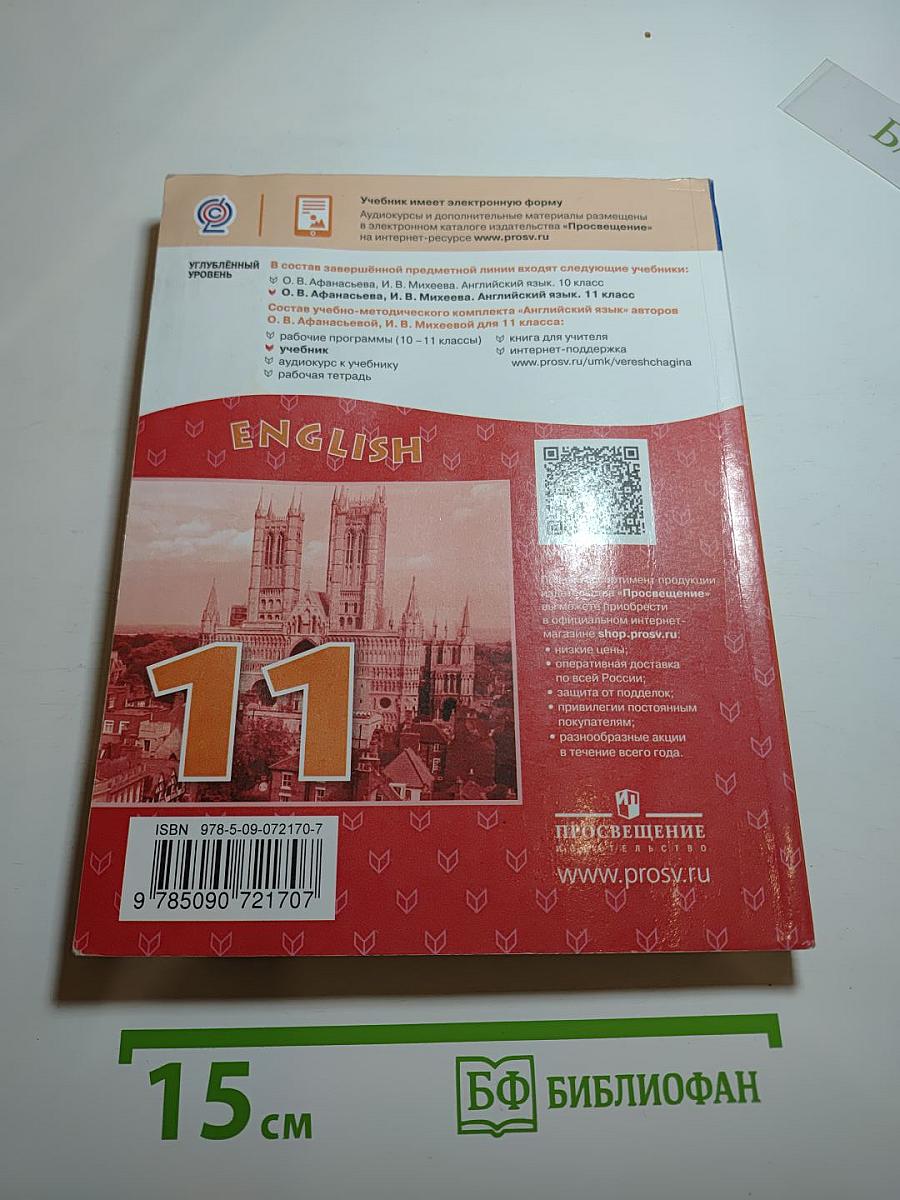 Учебник имеет электронную форму
Аудиокурсы и дополнительные материалы размещены
в электронном каталоге издательства «Просвещение»
на интернет-ресурсе www.prosv.ru
УГЛУБЛЁННЫЙ
УРОВЕНЬ
В состав завершённой предметной линии входят следующие учебники:
О. В. Афанасьева, И. В. Михеева. Английский язык. 10 класс
О. В. Афанасьева, И. В. Михеева. Английский язык. 11 класс
Состав учебно-методического комплекта «Английский язык» авторов
О. В. Афанасьевой, И. В. Михеевой для 11 класса:
рабочие программы (10 – 11 классы)
учебник
аудиокурс к учебнику
рабочая тетрадь
книга для учителя
интернет-поддержка
www.prosv.ru/umk/vereshchagina
ENGLISH
11
ассортимент продукции
издательства «Просвещение»
вы можете приобрести
в официальном интернет-
магазине shop.prosv.ru:
• низкие цены;
• оперативная доставка
по всей России;
• защита от подделок;
• привилегии постоянным
покупателям;
• разнообразные акции
в течение всего года.
ПРОСВЕЩЕНИЕ
ИЗДАТЕЛЬСТВО
www.prosv.ru
ISBN 978-5-09-072170-7
9 785090 721707
15 см
БФ БИБЛИОФАН